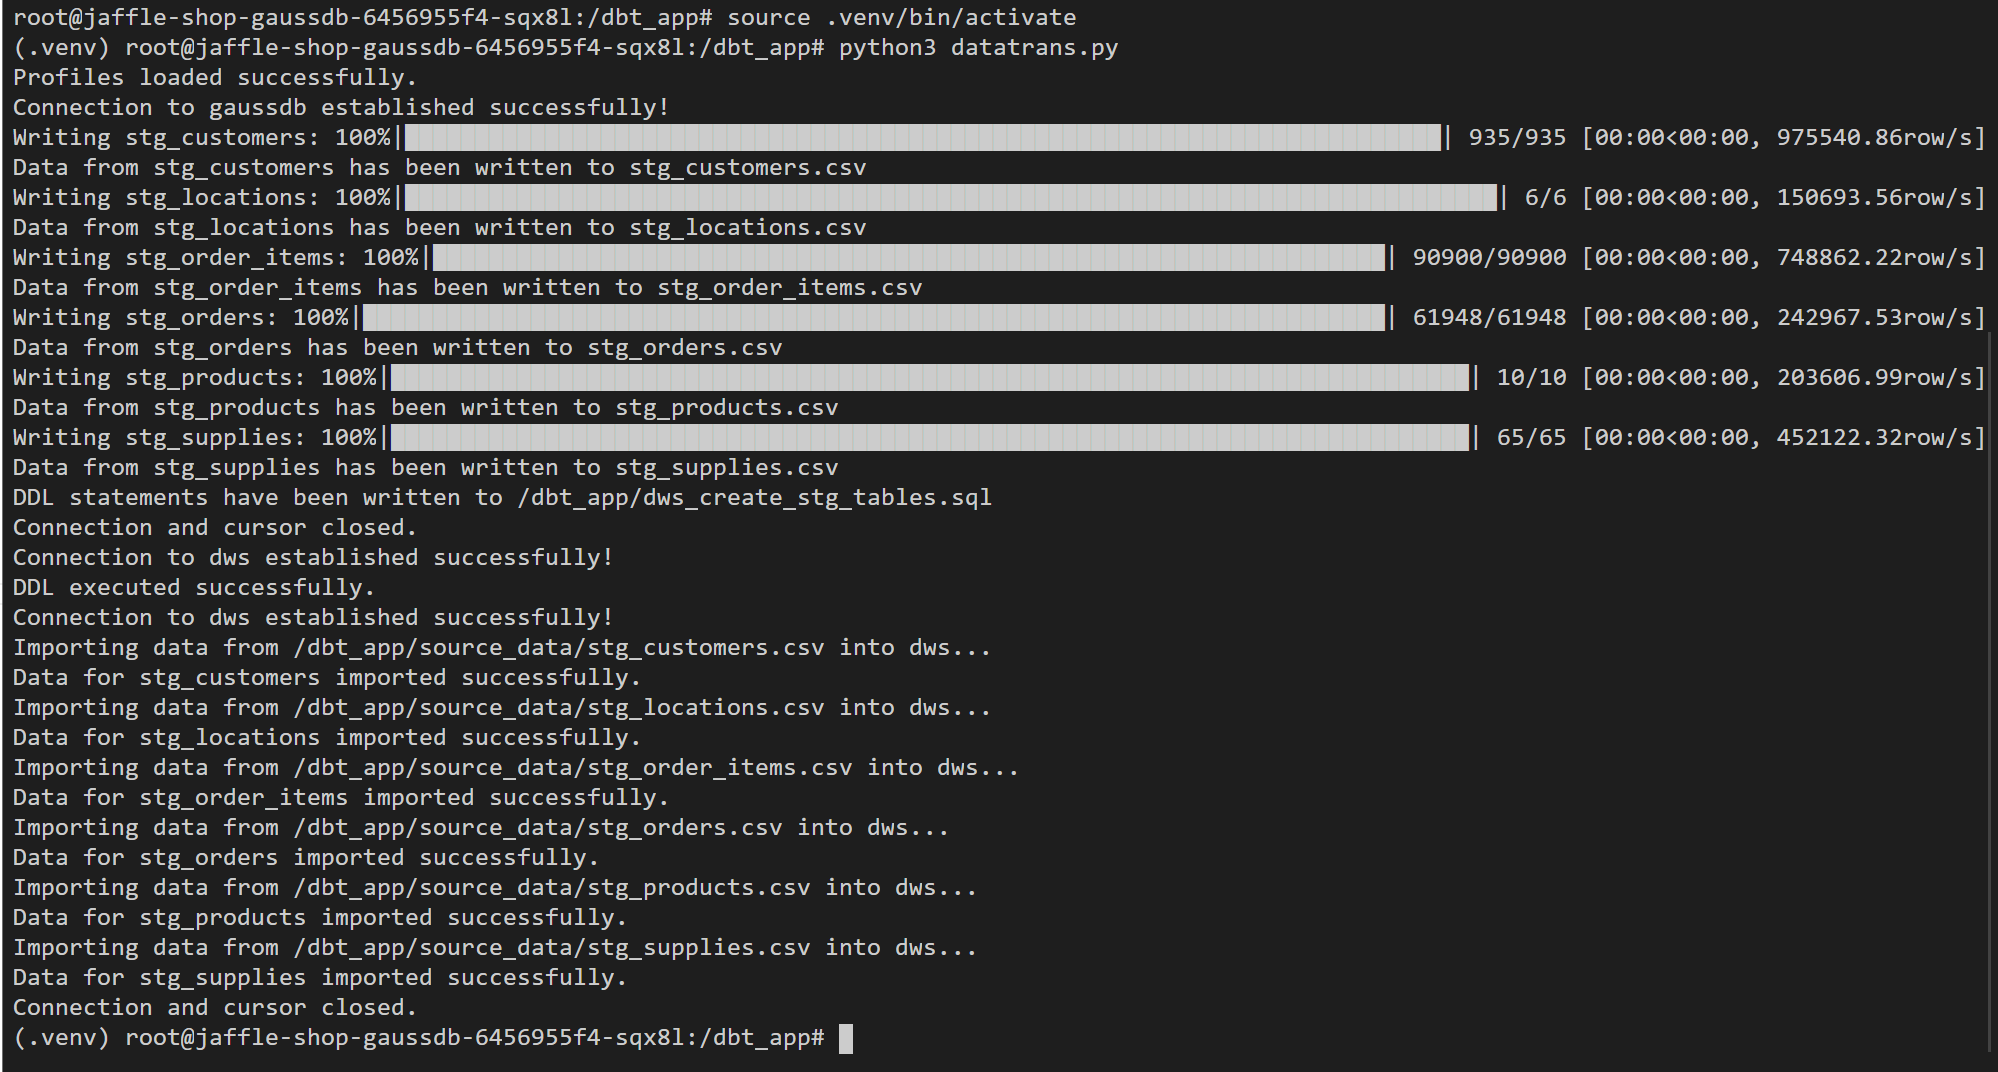 root@jaffle-shop-gaussdb-6456955f4-sqx8l:/dbt_app# source .venv/bin/activate
(.venv) root@jaffle-shop-gaussdb-6456955f4-sqx8l:/dbt_app# python3 datatrans.py
Profiles loaded successfully.
Connection to gaussdb established successfully!
Writing stg_customers: 100%| | 935/935 [00:00<00:00, 975540.86row/s]
Data from stg_customers has been written to stg_customers.csv
Writing stg_locations: 100%| | 6/6 [00:00<00:00, 150693.56row/s]
Data from stg_locations has been written to stg_locations.csv
Writing stg_order_items: 100%| | 90900/90900 [00:00<00:00, 748862.22row/s]
Data from stg_order_items has been written to stg_order_items.csv
Writing stg_orders: 100%| | 61948/61948 [00:00<00:00, 242967.53row/s]
Data from stg_orders has been written to stg_orders.csv
Writing stg_products: 100%| | 10/10 [00:00<00:00, 203606.99row/s]
Data from stg_products has been written to stg_products.csv
Writing stg_supplies: 100%| | 65/65 [00:00<00:00, 452122.32row/s]
Data from stg_supplies has been written to stg_supplies.csv
DDL statements have been written to /dbt_app/dws_create_stg_tables.sql
Connection and cursor closed.
Connection to dws established successfully!
DDL executed successfully.
Connection to dws established successfully!
Importing data from /dbt_app/source_data/stg_customers.csv into dws...
Data for stg_customers imported successfully.
Importing data from /dbt_app/source_data/stg_locations.csv into dws...
Data for stg_locations imported successfully.
Importing data from /dbt_app/source_data/stg_order_items.csv into dws...
Data for stg_order_items imported successfully.
Importing data from /dbt_app/source_data/stg_orders.csv into dws...
Data for stg_orders imported successfully.
Importing data from /dbt_app/source_data/stg_products.csv into dws...
Data for stg_products imported successfully.
Importing data from /dbt_app/source_data/stg_supplies.csv into dws...
Data for stg_supplies imported successfully.
Connection and cursor closed.
(.venv) root@jaffle-shop-gaussdb-6456955f4-sqx8l:/dbt_app#